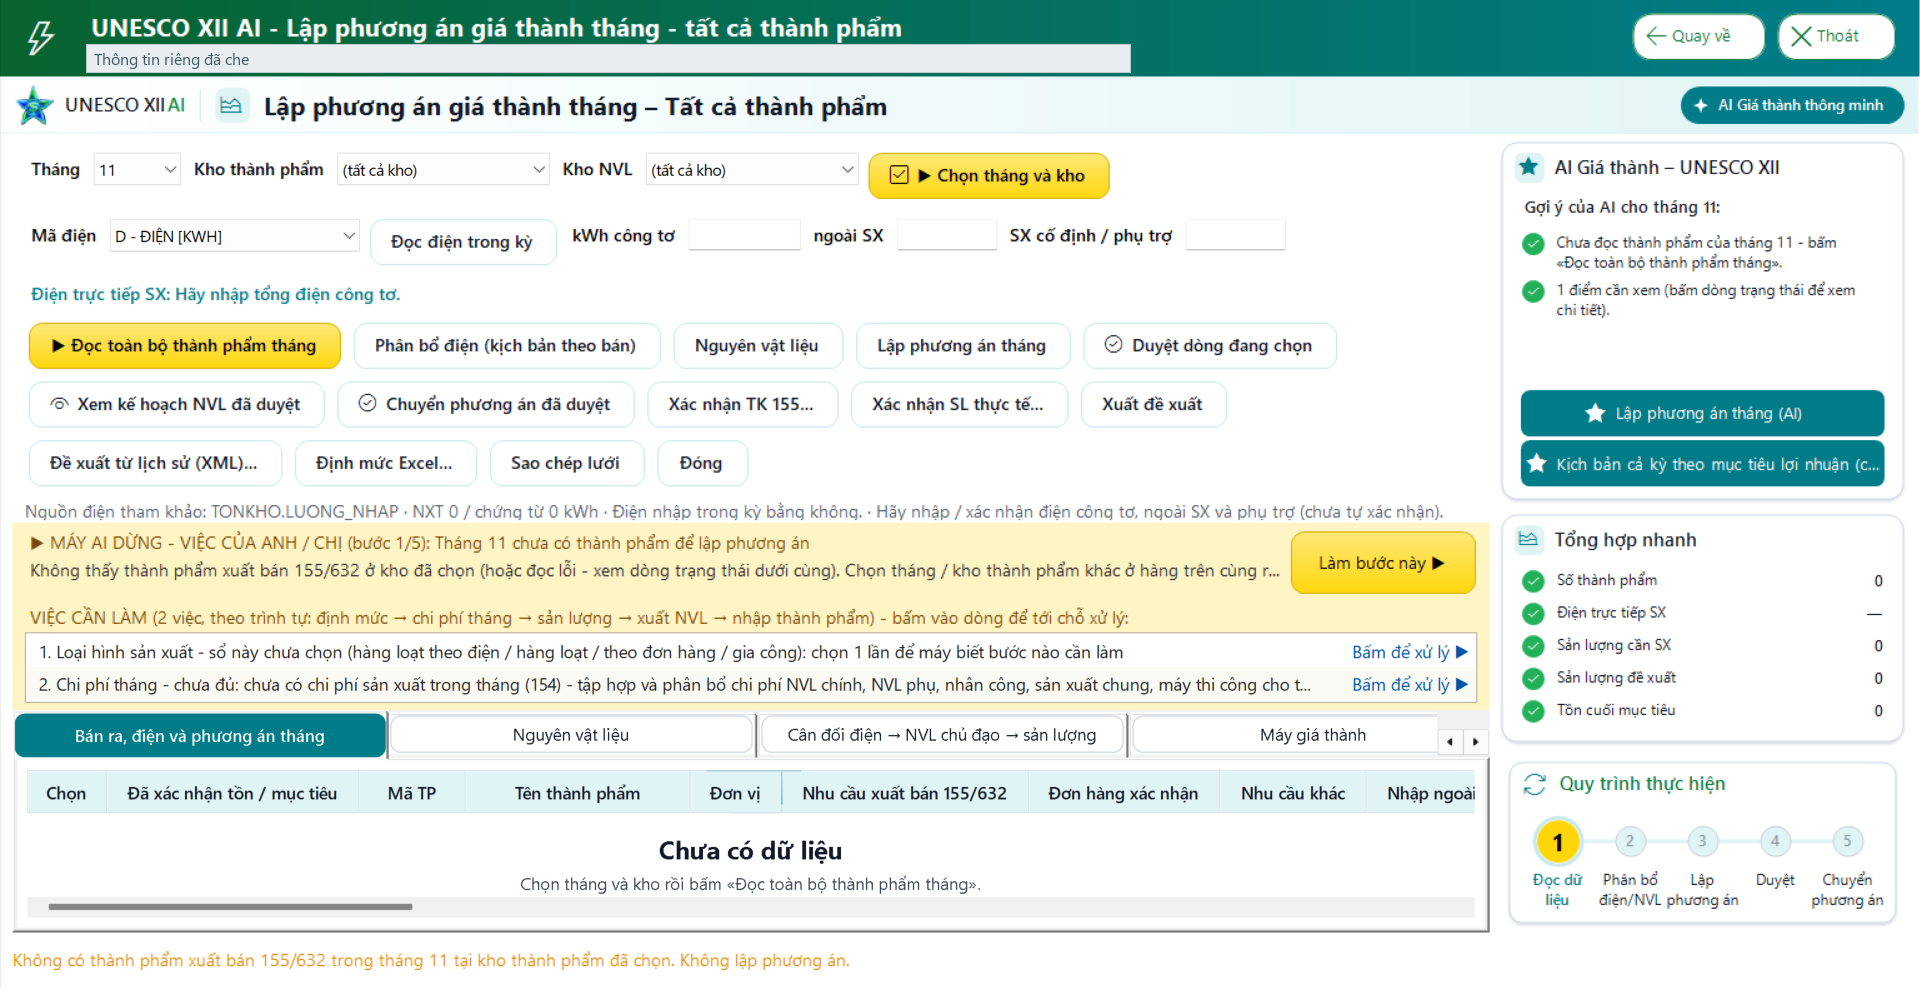 UNESCO XII AI - Lập phương án giá thành tháng - tất cả thành phẩm
Thông tin riêng đã che
Quay về
Thoát
UNESCO XII AI
Lập phương án giá thành tháng – Tất cả thành phẩm
AI Giá thành thông minh
Tháng 11 Kho thành phẩm (tất cả kho) Kho NVL (tất cả kho) ▶ Chọn tháng và kho
Mã điện D - ĐIỆN [KWH] Đọc điện trong kỳ kWh công tơ ngoài SX SX cố định / phụ trợ
Điện trực tiếp SX: Hãy nhập tổng điện công tơ.
▶ Đọc toàn bộ thành phẩm tháng Phân bổ điện (kịch bản theo bán) Nguyên vật liệu Lập phương án tháng Duyệt dòng đang chọn
Xem kế hoạch NVL đã duyệt Chuyển phương án đã duyệt Xác nhận TK 155... Xác nhận SL thực tế... Xuất đề xuất
Đề xuất từ lịch sử (XML)... Định mức Excel... Sao chép lưới Đóng
Nguồn điện tham khảo: TONKHO.LUONG_NHAP · NXT 0 / chứng từ 0 kWh · Điện nhập trong kỳ bằng không. · Hãy nhập / xác nhận điện công tơ, ngoài SX và phụ trợ (chưa tự xác nhận).
▶ MÁY AI DỪNG - VIỆC CỦA ANH / CHỊ (bước 1/5): Tháng 11 chưa có thành phẩm để lập phương án
Không thấy thành phẩm xuất bán 155/632 ở kho đã chọn (hoặc đọc lỗi - xem dòng trạng thái dưới cùng). Chọn tháng / kho thành phẩm khác ở hàng trên cùng r...
Làm bước này ▶
VIỆC CẦN LÀM (2 việc, theo trình tự: định mức → chi phí tháng → sản lượng → xuất NVL → nhập thành phẩm) - bấm vào dòng để tới chỗ xử lý:
1. Loại hình sản xuất - sổ này chưa chọn (hàng loạt theo điện / hàng loạt / theo đơn hàng / gia công): chọn 1 lần để máy biết bước nào cần làm Bấm để xử lý ▶
2. Chi phí tháng - chưa đủ: chưa có chi phí sản xuất trong tháng (154) - tập hợp và phân bổ chi phí NVL chính, NVL phụ, nhân công, sản xuất chung, máy thi công cho t... Bấm để xử lý ▶
Bán ra, điện và phương án tháng Nguyên vật liệu Cân đối điện → NVL chủ đạo → sản lượng Máy giá thành
Chọn Đã xác nhận tồn / mục tiêu Mã TP Tên thành phẩm Đơn vị Nhu cầu xuất bán 155/632 Đơn hàng xác nhận Nhu cầu khác Nhập ngoài
Chưa có dữ liệu
Chọn tháng và kho rồi bấm «Đọc toàn bộ thành phẩm tháng».
Không có thành phẩm xuất bán 155/632 trong tháng 11 tại kho thành phẩm đã chọn. Không lập phương án.
AI Giá thành – UNESCO XII
Gợi ý của AI cho tháng 11:
Chưa đọc thành phẩm của tháng 11 - bấm
«Đọc toàn bộ thành phẩm tháng».
1 điểm cần xem (bấm dòng trạng thái để xem
chi tiết).
Lập phương án tháng (AI)
Kịch bản cả kỳ theo mục tiêu lợi nhuận (c...
Tổng hợp nhanh
Số thành phẩm 0
Điện trực tiếp SX —
Sản lượng cần SX 0
Sản lượng đề xuất 0
Tồn cuối mục tiêu 0
Quy trình thực hiện
1 2 3 4 5
Đọc dữ Phân bổ Lập Duyệt Chuyển
liệu điện/NVL phương án phương án